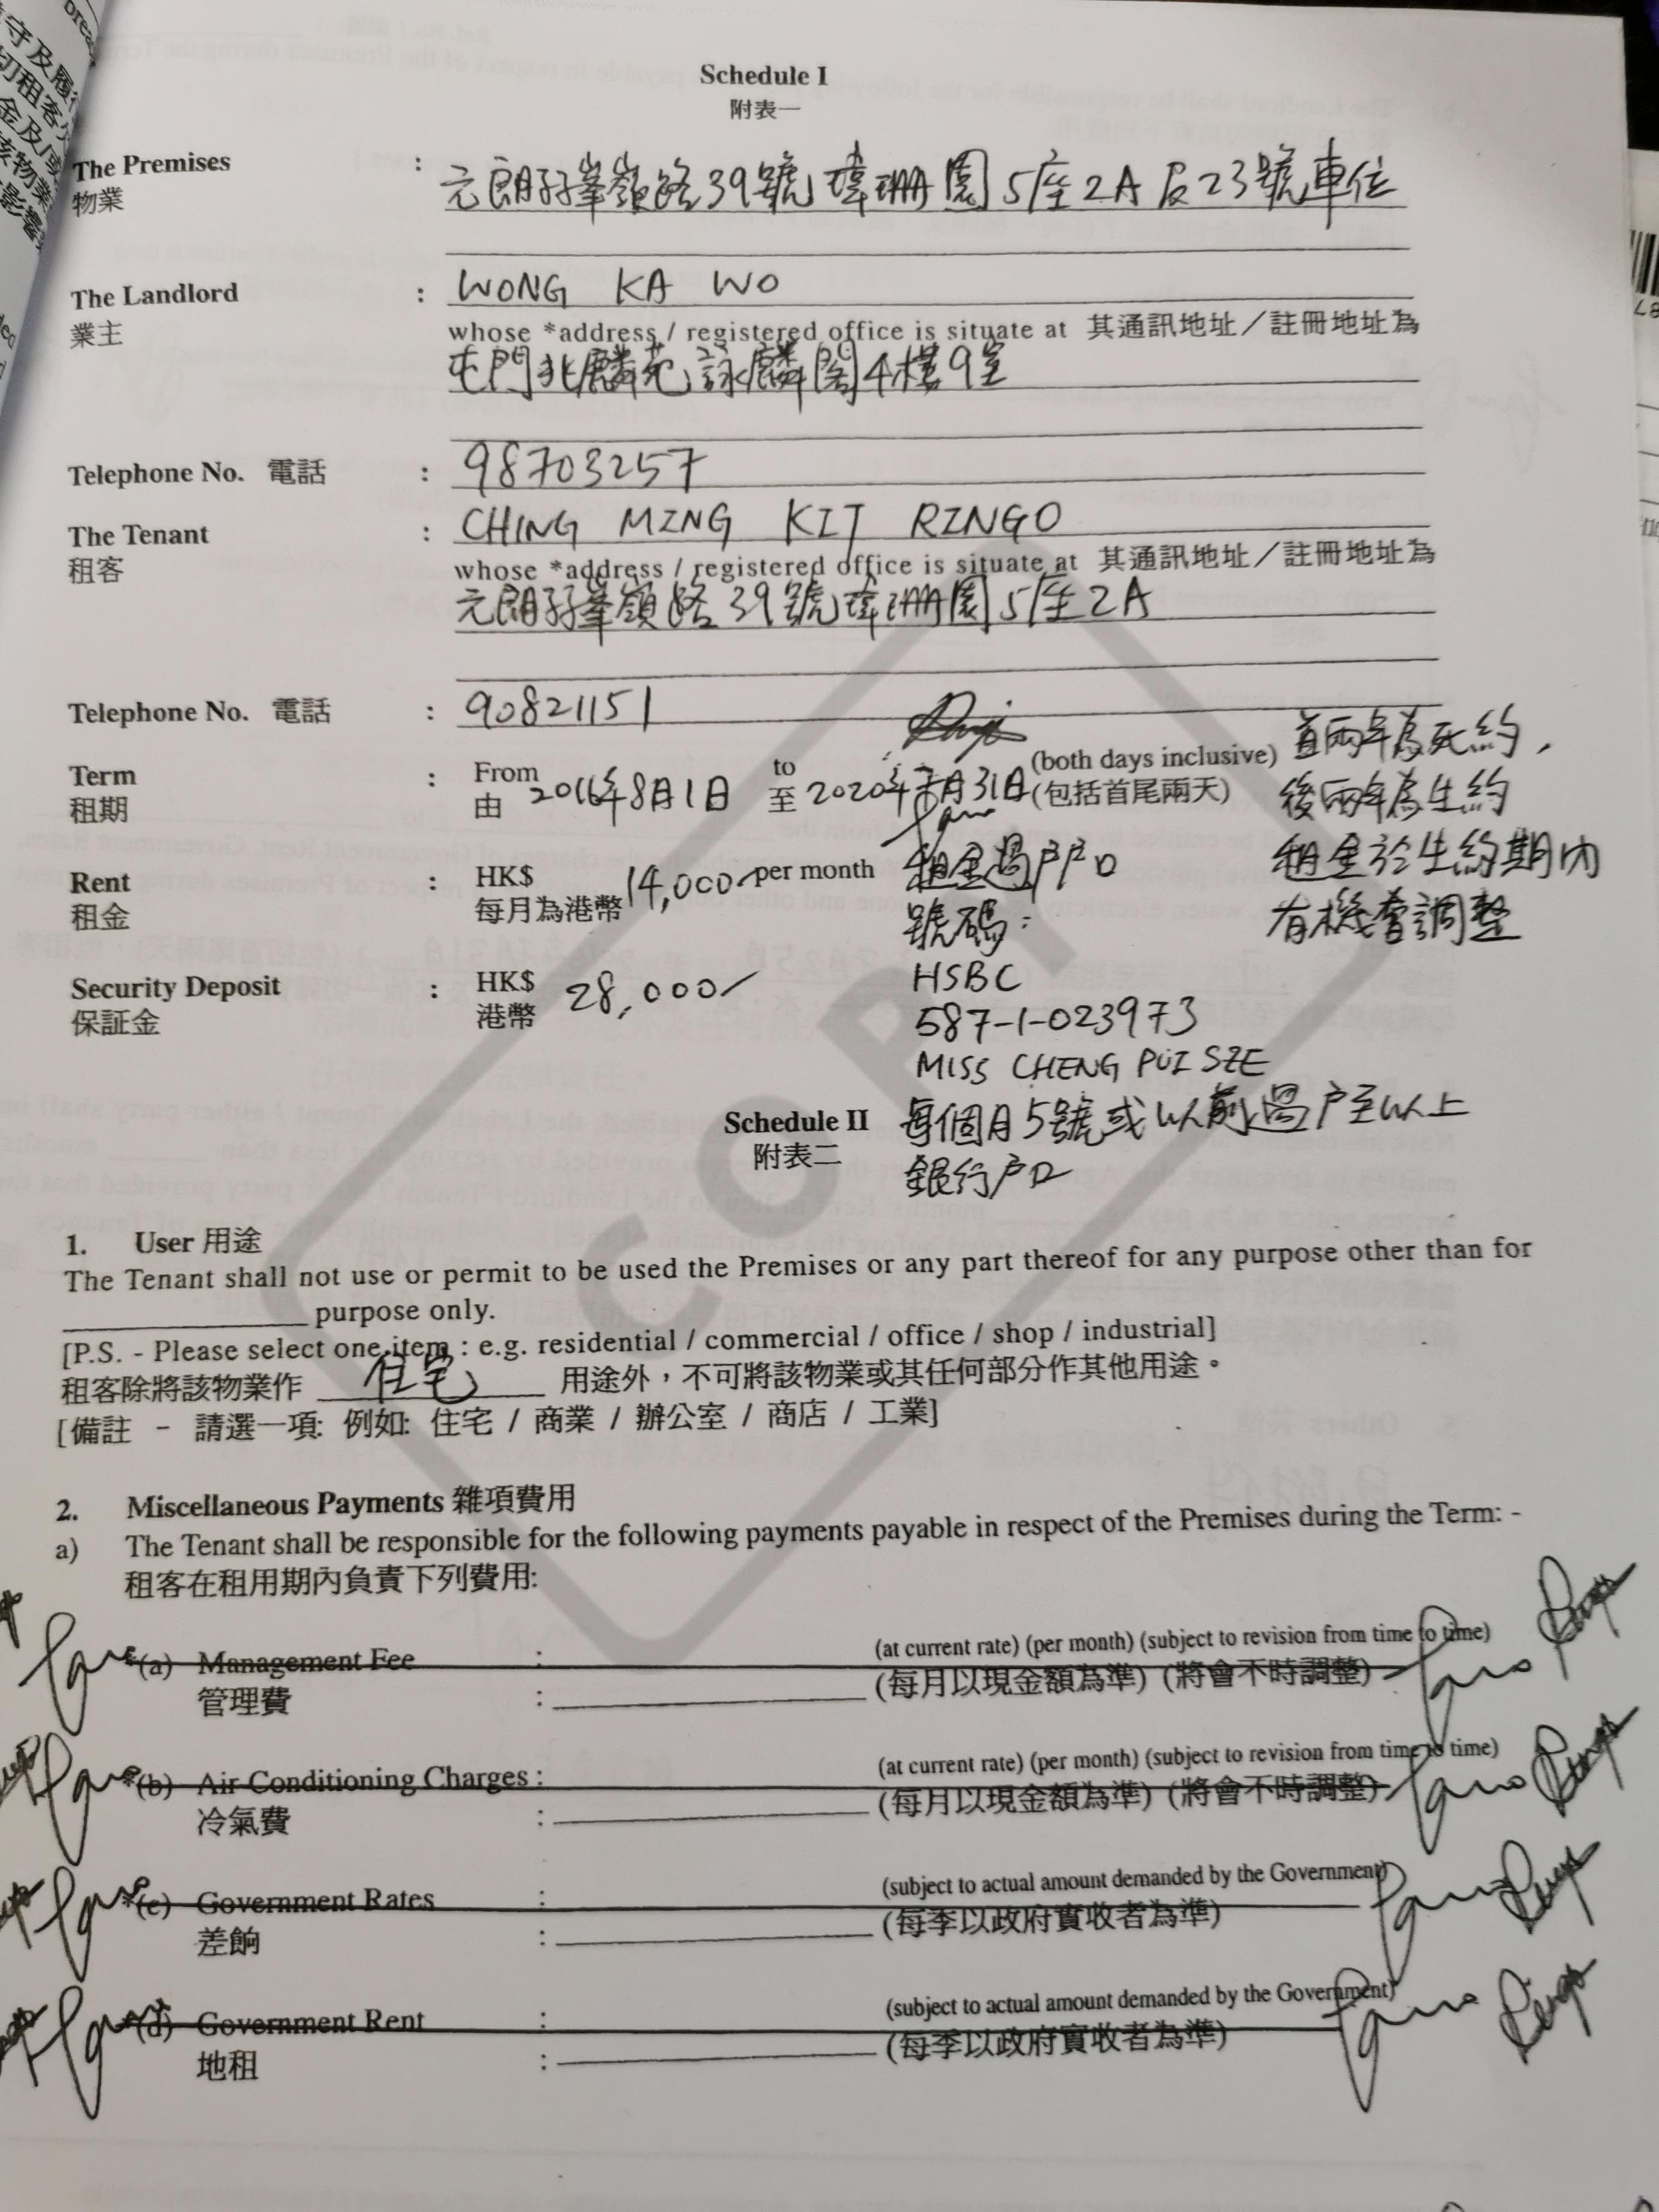 Schedule I
附表一
The Premises : 元朗孖峯嶺路39號瑋珊園5座2A及23號車位
物業
The Landlord : WONG KA WO
業主
whose *address / registered office is situate at 其通訊地址／註冊地址為
屯門兆麟苑詠麟閣4樓9室
Telephone No. 電話 : 98703257
The Tenant : CHING MING KIT RINGO
租客
whose *address / registered office is situate at 其通訊地址／註冊地址為
元朗孖峯嶺路39號瑋珊園5座2A
Telephone No. 電話 : 90821151
Term : From 2016年8月1日 to 2020年7月31日 (both days inclusive)
租期 由 至 (包括首尾兩天)
首兩年為死約，
後兩年為生約
租金於生約期內
有機會調整
Rent : HK$ 14,000 per month
租金 每月為港幣
租金過戶戶口
號碼：
HSBC
587-1-023973
MISS CHENG PUI SZE
每個月5號或以前過戶至以上
銀行戶口
Security Deposit : HK$ 28,000
保証金 港幣
COPY
Schedule II
附表二
1. User 用途
The Tenant shall not use or permit to be used the Premises or any part thereof for any purpose other than for
purpose only.
[P.S. - Please select one item : e.g. residential / commercial / office / shop / industrial]
租客除將該物業作 住宅 用途外，不可將該物業或其任何部分作其他用途。
[備註 - 請選一項: 例如: 住宅 / 商業 / 辦公室 / 商店 / 工業]
2. Miscellaneous Payments 雜項費用
a) The Tenant shall be responsible for the following payments payable in respect of the Premises during the Term: -
租客在租用期內負責下列費用:
*(a) Management Fee : (at current rate) (per month) (subject to revision from time to time)
管理費 : (每月以現金額為準) (將會不時調整)
*(b) Air Conditioning Charges : (at current rate) (per month) (subject to revision from time to time)
冷氣費 : (每月以現金額為準) (將會不時調整)
*(c) Government Rates : (subject to actual amount demanded by the Government)
差餉 : (每季以政府實收者為準)
*(d) Government Rent : (subject to actual amount demanded by the Government)
地租 : (每季以政府實收者為準)